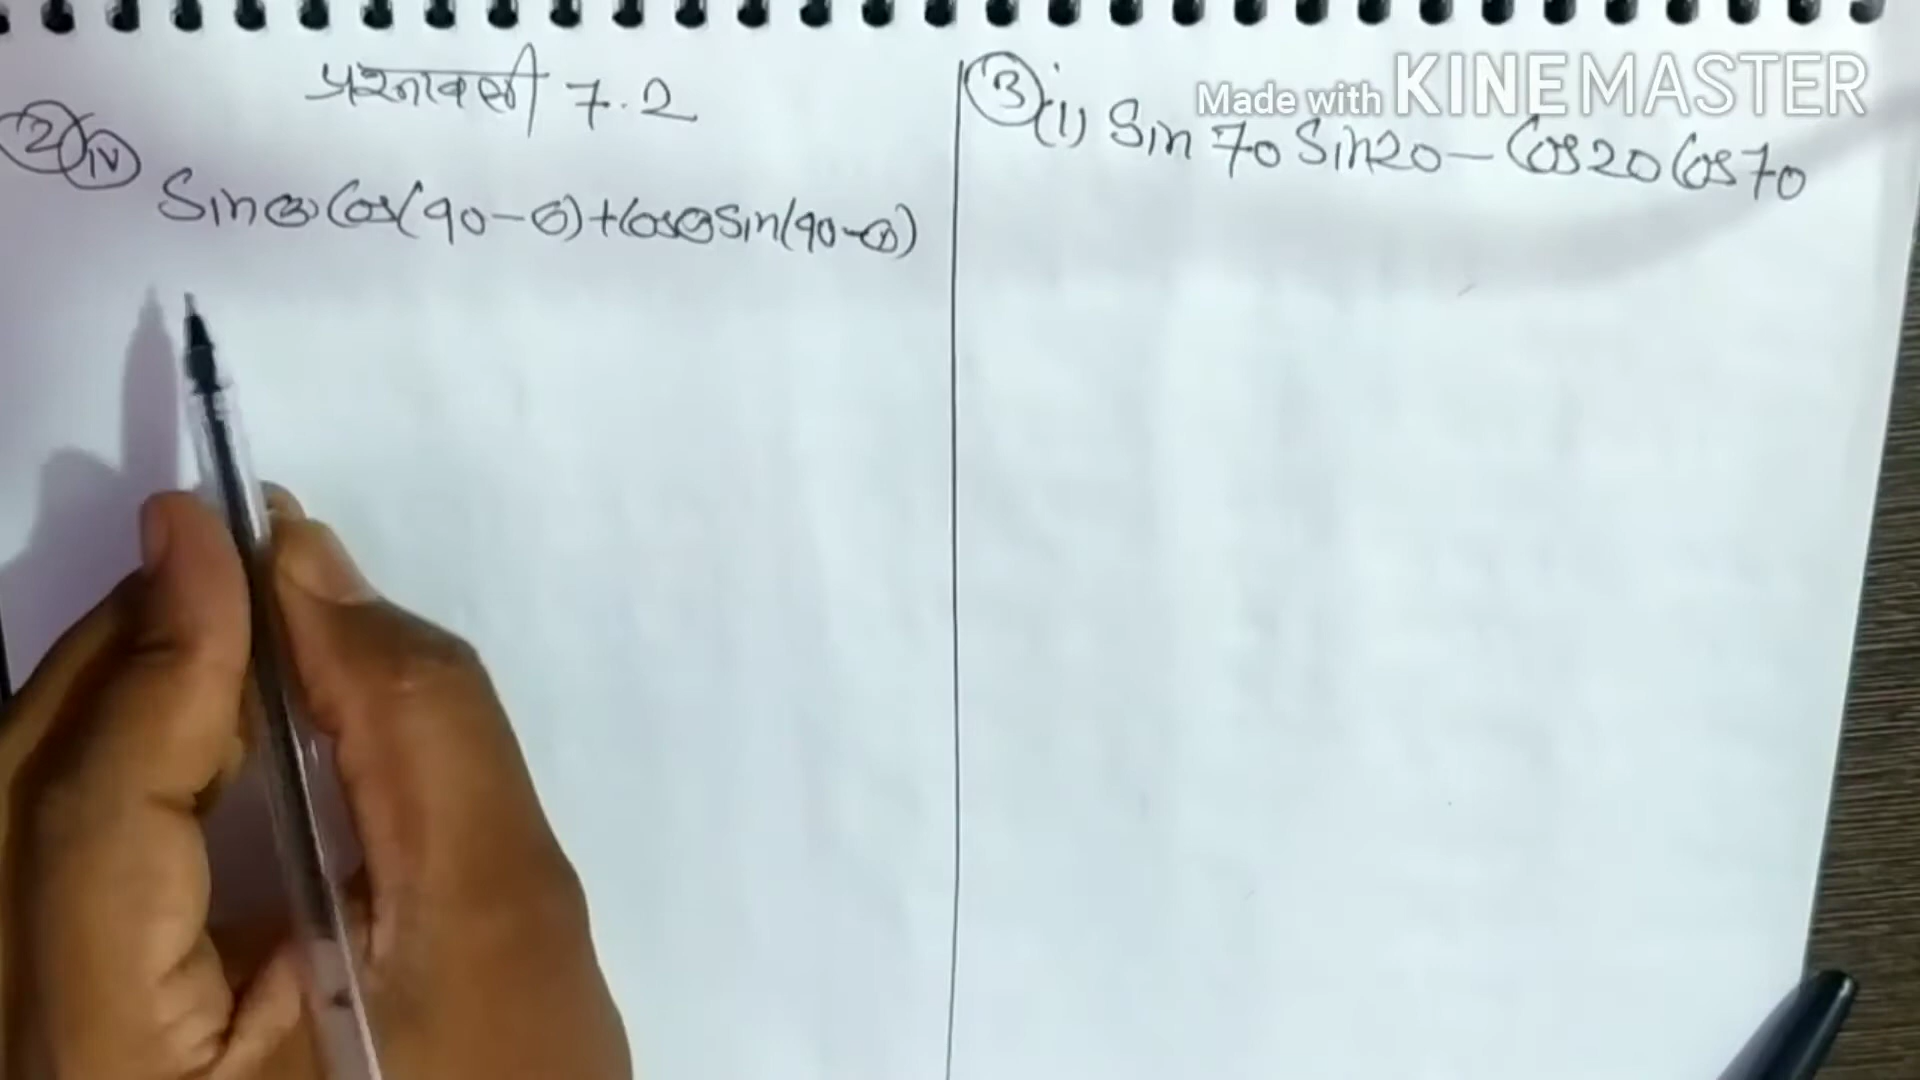 प्रश्नावली 7.2
2 iv
Sinθ Cos(90-θ)+Cosθ Sin(90-θ)
3 (i) Sin 70 Sin20 - Cos20 Cos70
Made with KINEMASTER